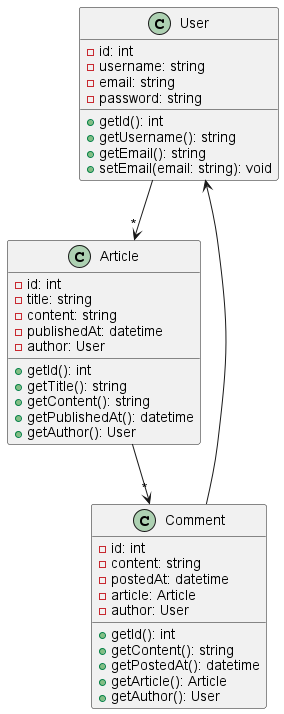 C User
id: int
username: string
email: string
password: string
getId(): int
getUsername(): string
getEmail(): string
setEmail(email: string): void
*
C Article
id: int
title: string
content: string
publishedAt: datetime
author: User
getId(): int
getTitle(): string
getContent(): string
getPublishedAt(): datetime
getAuthor(): User
*
C Comment
id: int
content: string
postedAt: datetime
article: Article
author: User
getId(): int
getContent(): string
getPostedAt(): datetime
getArticle(): Article
getAuthor(): User